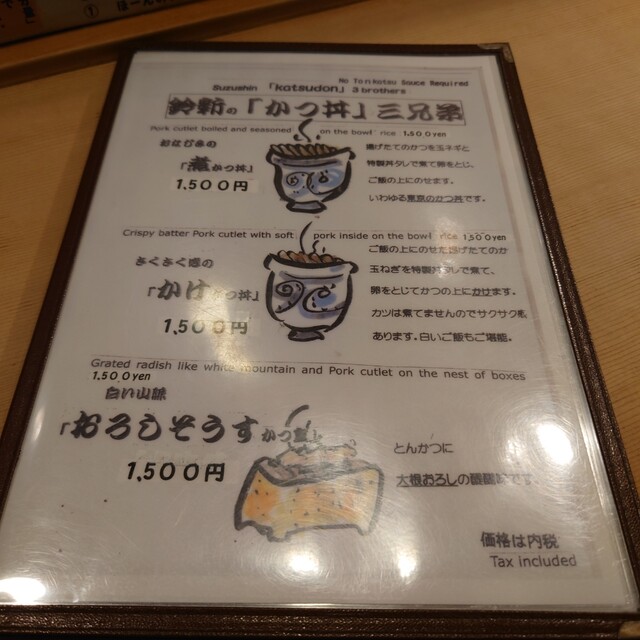 No Tonkatsu Sauce Required
Suzushin 「katsudon」 3 brothers
鈴新の「かつ丼」三兄弟
Pork cutlet boiled and seasoned on the bowl rice 1,500yen
おなじみの
「煮かつ丼」
1,500円
揚げたてのかつを玉ネギと
特製丼タレで煮て卵をとじ、
ご飯の上にのせます。
いわゆる東京のかつ丼です。
Crispy batter Pork cutlet with soft pork inside on the bowl rice 1,500yen
さくさく感の
「かけかつ丼」
1,500円
ご飯の上にのせた揚げたてのか
玉ねぎを特製丼タレで煮て、
卵をとじてかつの上にかけます。
カツは煮てませんのでサクサク感
あります。白いご飯もご堪能。
Grated radish like white mountain and Pork cutlet on the nest of boxes
1,500yen
白い山脈
「おろしそうすかつ重」
1,500円
とんかつに
大根おろしの醍醐味です。
価格は内税
Tax included